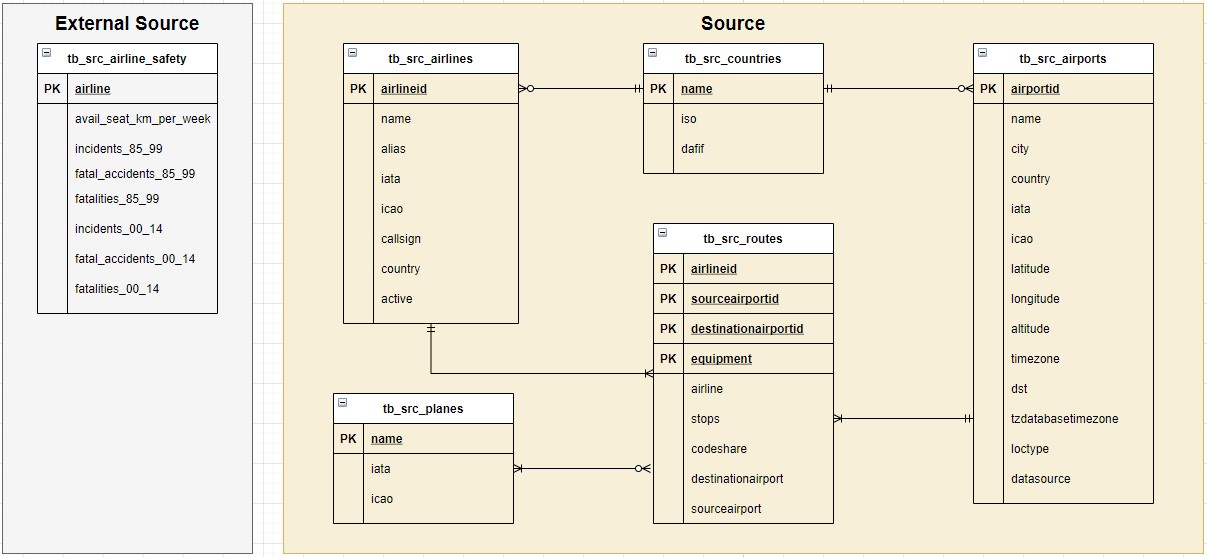 External Source
tb_src_airline_safety
PK airline
avail_seat_km_per_week
incidents_85_99
fatal_accidents_85_99
fatalities_85_99
incidents_00_14
fatal_accidents_00_14
fatalities_00_14
Source
tb_src_airlines
PK airlineid
name
alias
iata
icao
callsign
country
active
tb_src_countries
PK name
iso
dafif
tb_src_airports
PK airportid
name
city
country
iata
icao
latitude
longitude
altitude
timezone
dst
tzdatabasetimezone
loctype
datasource
tb_src_routes
PK airlineid
PK sourceairportid
PK destinationairportid
PK equipment
airline
stops
codeshare
destinationairport
sourceairport
tb_src_planes
PK name
iata
icao